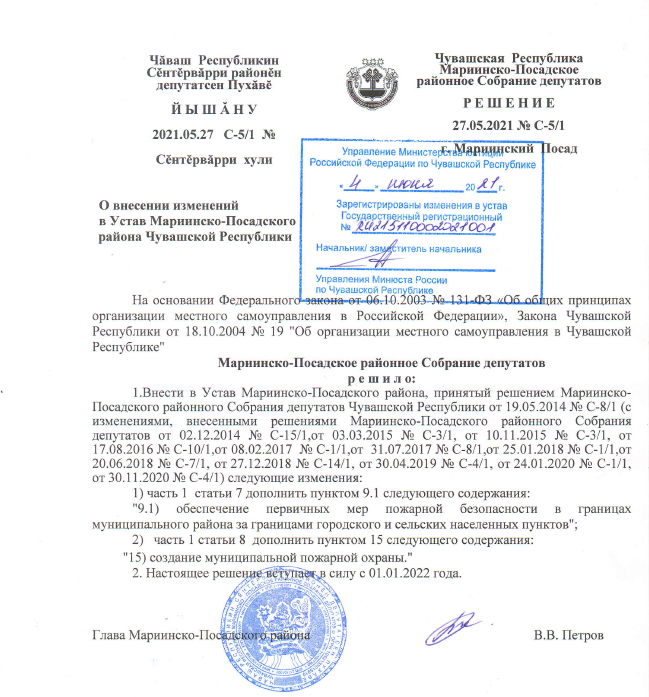 Чӑваш Республикин
Сӗнтӗрвӑрри районӗн
депутатсен Пухӑвӗ
Й Ы Ш Ӑ Н У
2021.05.27 С-5/1 №
Сӗнтӗрвӑрри хули
Чувашская Республика
Мариинско-Посадское
районное Собрание депутатов
Р Е Ш Е Н И Е
27.05.2021 № С-5/1
г. Мариинский Посад
Управление Министерства юстиции
Российской Федерации по Чувашской Республике
« 4 » июня 20 21 г.
Зарегистрированы изменения в устав
Государственный регистрационный
№ RU215110002021001
Начальник/ заместитель начальника
Управления Минюста России
по Чувашской Республике
О внесении изменений
в Устав Мариинско-Посадского
района Чувашской Республики
На основании Федерального закона от 06.10.2003 № 131-ФЗ «Об общих принципах
организации местного самоуправления в Российской Федерации», Закона Чувашской
Республики от 18.10.2004 № 19 "Об организации местного самоуправления в Чувашской
Республике"
Мариинско-Посадское районное Собрание депутатов
р е ш и л о:
1.Внести в Устав Мариинско-Посадского района, принятый решением Мариинско-
Посадского районного Собрания депутатов Чувашской Республики от 19.05.2014 № С-8/1 (с
изменениями, внесенными решениями Мариинско-Посадского районного Собрания
депутатов от 02.12.2014 № С-15/1,от 03.03.2015 № С-3/1, от 10.11.2015 № С-3/1, от
17.08.2016 № С-10/1,от 08.02.2017 № С-1/1,от 31.07.2017 № С-8/1,от 25.01.2018 № С-1/1,от
20.06.2018 № С-7/1, от 27.12.2018 № С-14/1, от 30.04.2019 № С-4/1, от 24.01.2020 № С-1/1,
от 30.11.2020 № С-4/1) следующие изменения:
1) часть 1 статьи 7 дополнить пунктом 9.1 следующего содержания:
"9.1) обеспечение первичных мер пожарной безопасности в границах
муниципального района за границами городского и сельских населенных пунктов";
2) часть 1 статьи 8 дополнить пунктом 15 следующего содержания:
"15) создание муниципальной пожарной охраны."
2. Настоящее решение вступает в силу с 01.01.2022 года.
Глава Мариинско-Посадского района В.В. Петров